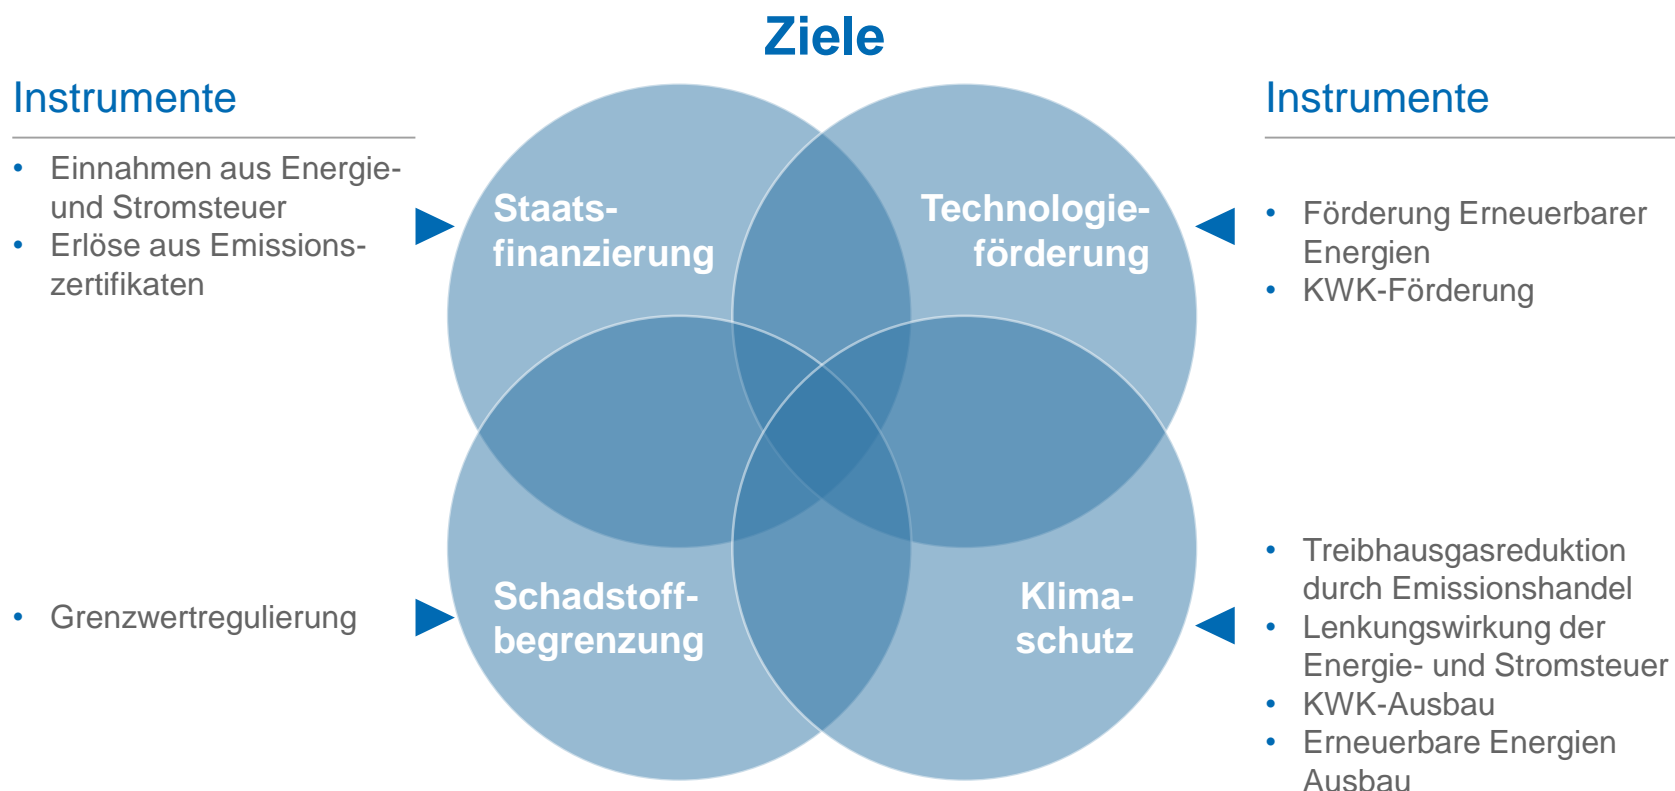 Ziele
Instrumente
• Einnahmen aus Energie-
und Stromsteuer
• Erlöse aus Emissions-
zertifikaten
Staats-
finanzierung
Technologie-
förderung
Instrumente
• Förderung Erneuerbarer
Energien
• KWK-Förderung
• Grenzwertregulierung
Schadstoff-
begrenzung
Klima-
schutz
• Treibhausgasreduktion
durch Emissionshandel
• Lenkungswirkung der
Energie- und Stromsteuer
• KWK-Ausbau
• Erneuerbare Energien
Ausbau